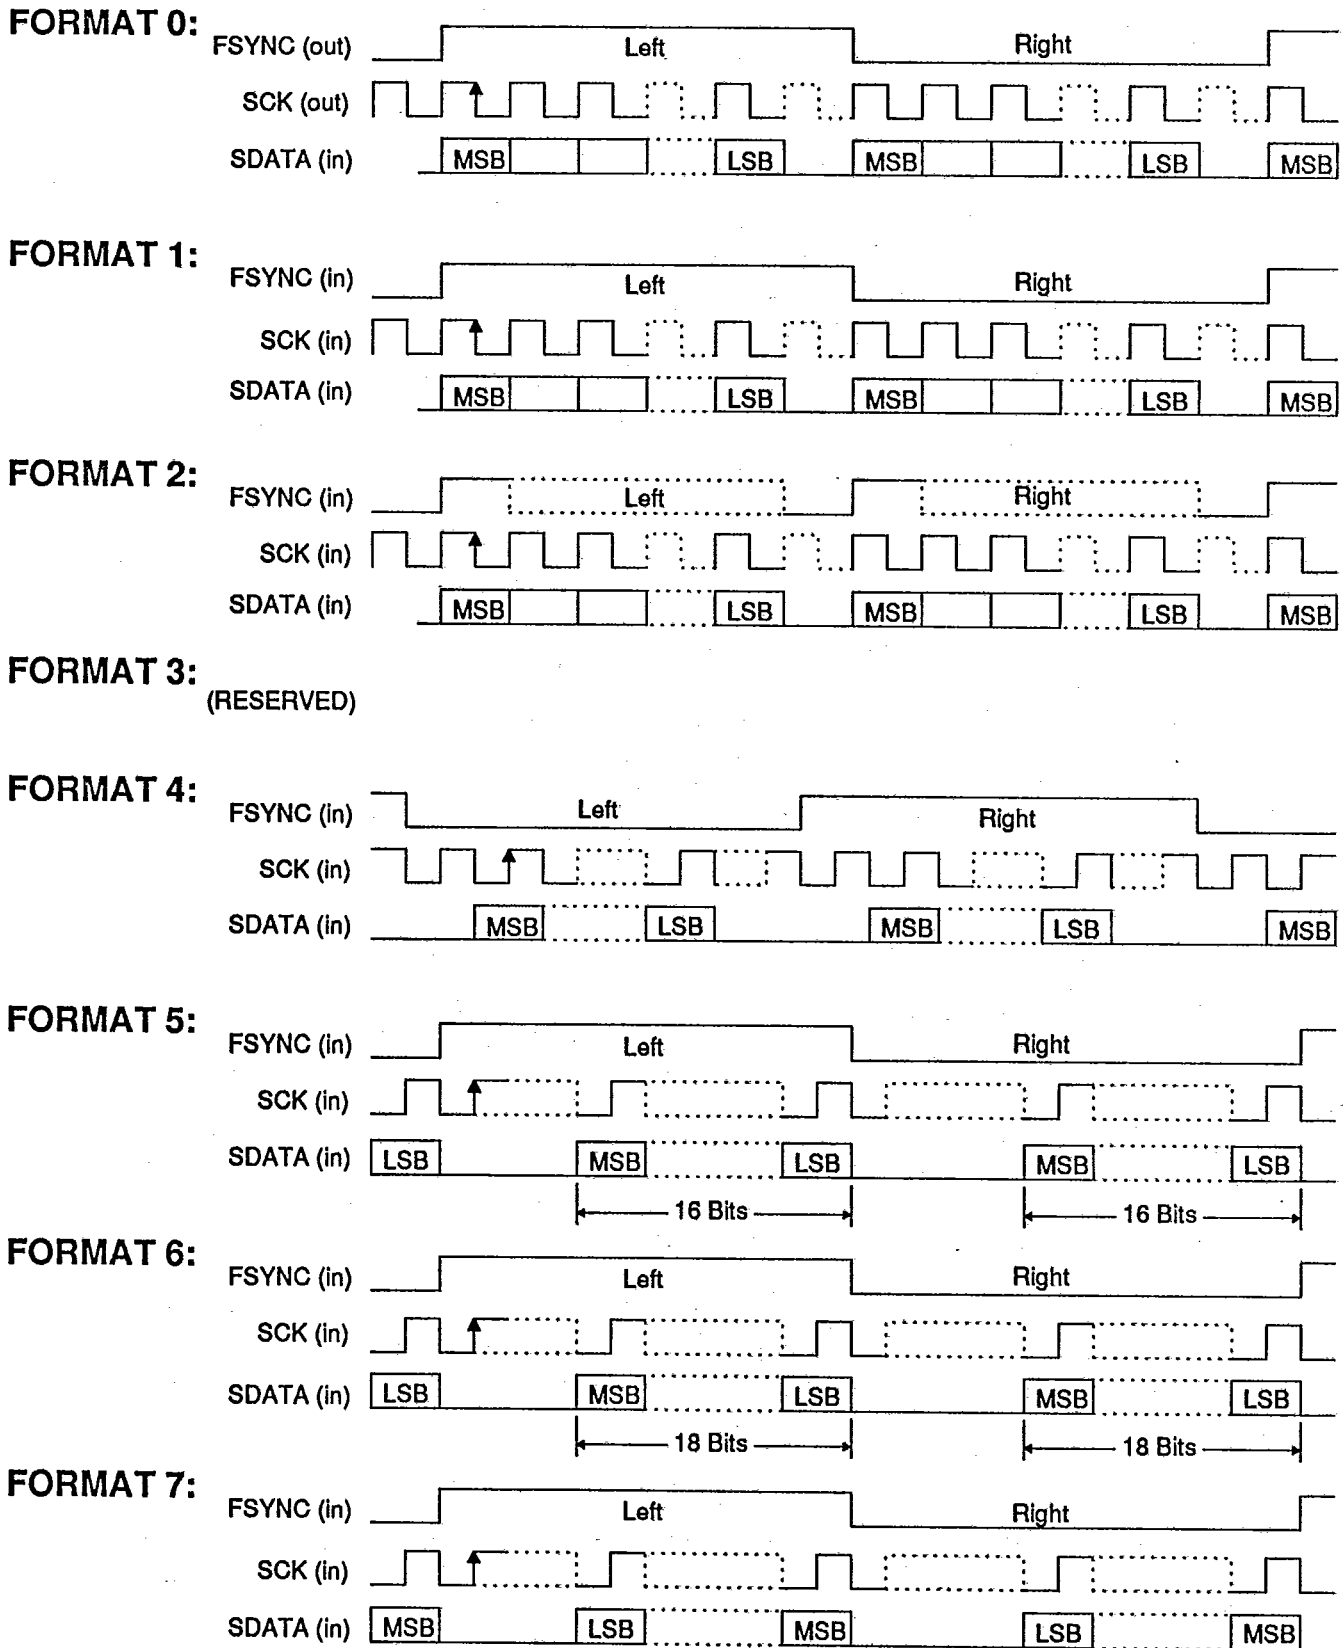 FORMAT 0:
FSYNC (out)
Left
Right
SCK (out)
SDATA (in)
MSB
LSB
MSB
LSB
MSB
FORMAT 1:
FSYNC (in)
Left
Right
SCK (in)
SDATA (in)
MSB
LSB
MSB
LSB
MSB
FORMAT 2:
FSYNC (in)
Left
Right
SCK (in)
SDATA (in)
MSB
LSB
MSB
LSB
MSB
FORMAT 3:
(RESERVED)
FORMAT 4:
FSYNC (in)
Left
Right
SCK (in)
SDATA (in)
MSB
LSB
MSB
LSB
MSB
FORMAT 5:
FSYNC (in)
Left
Right
SCK (in)
SDATA (in)
LSB
MSB
LSB
MSB
LSB
16 Bits
16 Bits
FORMAT 6:
FSYNC (in)
Left
Right
SCK (in)
SDATA (in)
LSB
MSB
LSB
MSB
LSB
18 Bits
18 Bits
FORMAT 7:
FSYNC (in)
Left
Right
SCK (in)
SDATA (in)
MSB
LSB
MSB
LSB
MSB